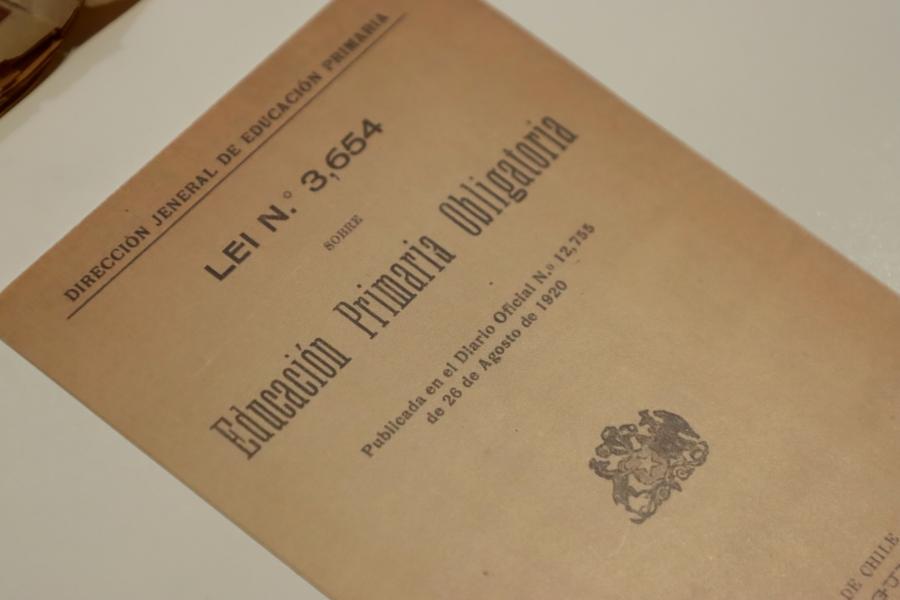 DIRECCIÓN JENERAL DE EDUCACIÓN PRIMARIA
LEI N.° 3,654
SOBRE
Educación Primaria Obligatoria
Publicada en el Diario Oficial N.° 12,755
de 26 de Agosto de 1920
DE CHILE